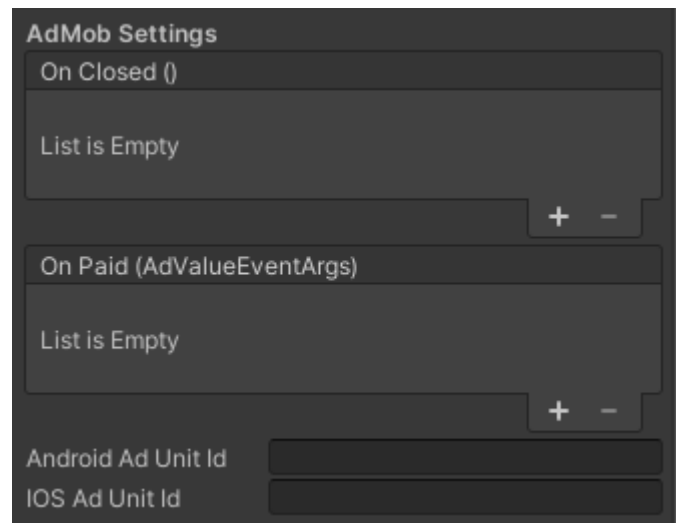 AdMob Settings
On Closed ()
List is Empty
+ −
On Paid (AdValueEventArgs)
List is Empty
+ −
Android Ad Unit Id
IOS Ad Unit Id